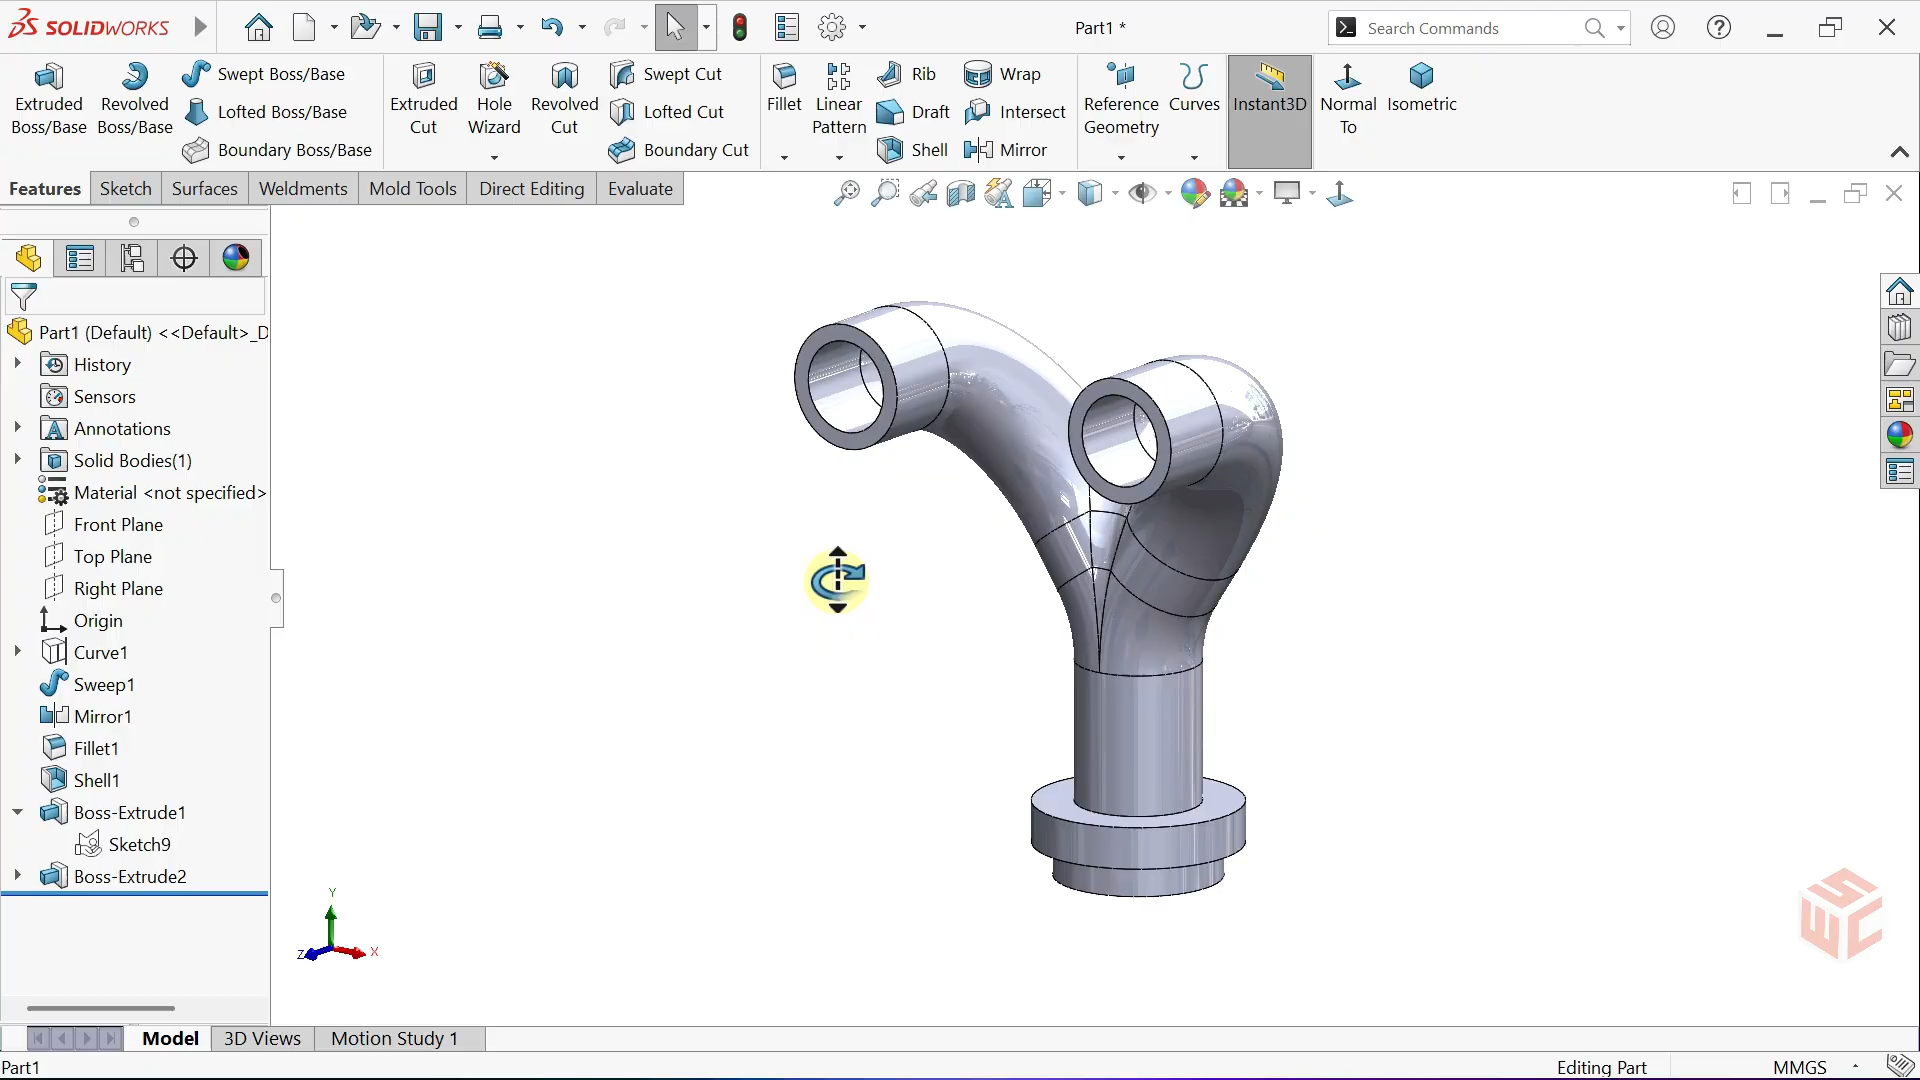 SOLIDWORKS
Part1 *
Search Commands
Extruded Boss/Base
Revolved Boss/Base
Swept Boss/Base
Lofted Boss/Base
Boundary Boss/Base
Extruded Cut
Hole Wizard
Revolved Cut
Swept Cut
Lofted Cut
Boundary Cut
Fillet
Linear Pattern
Rib
Draft
Shell
Wrap
Intersect
Mirror
Reference Geometry
Curves
Instant3D
Normal To
Isometric
Features
Sketch
Surfaces
Weldments
Mold Tools
Direct Editing
Evaluate
Part1 (Default) <<Default>_D
History
Sensors
Annotations
Solid Bodies(1)
Material <not specified>
Front Plane
Top Plane
Right Plane
Origin
Curve1
Sweep1
Mirror1
Fillet1
Shell1
Boss-Extrude1
Sketch9
Boss-Extrude2
Y
Z
X
SWC
Model
3D Views
Motion Study 1
Part1
Editing Part
MMGS